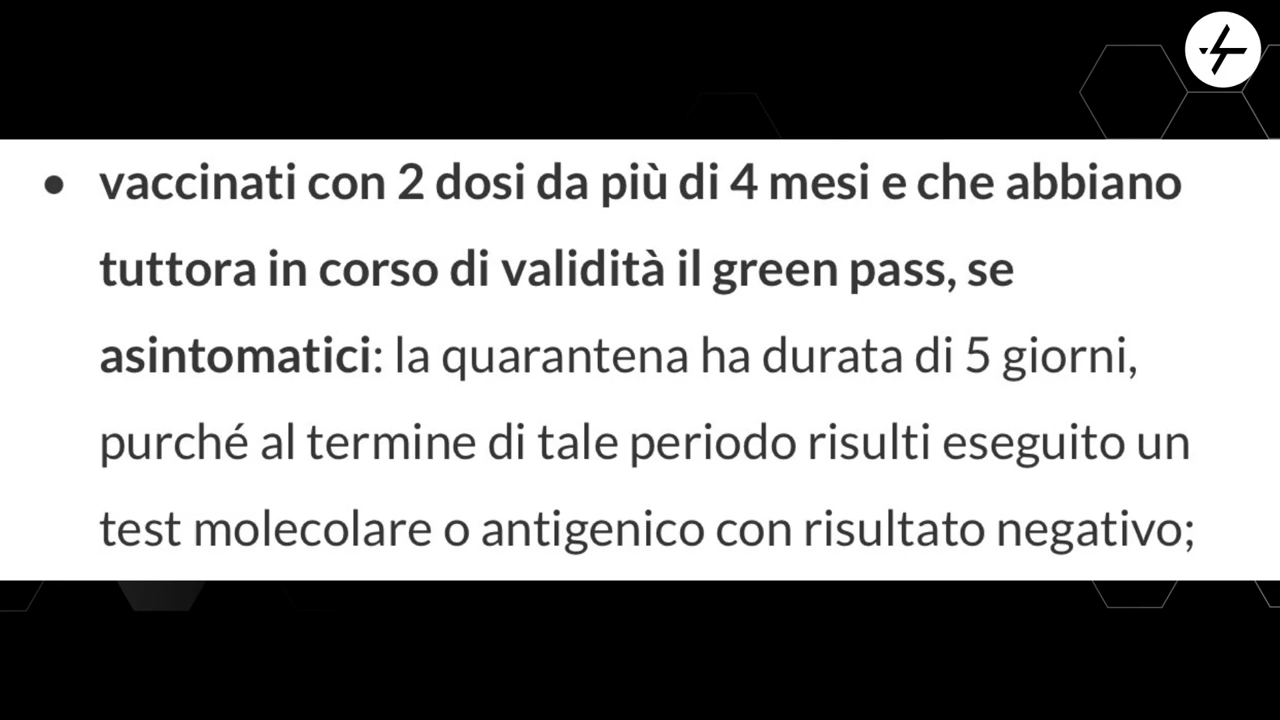 • vaccinati con 2 dosi da più di 4 mesi e che abbiano
tuttora in corso di validità il green pass, se
asintomatici: la quarantena ha durata di 5 giorni,
purché al termine di tale periodo risulti eseguito un
test molecolare o antigenico con risultato negativo;